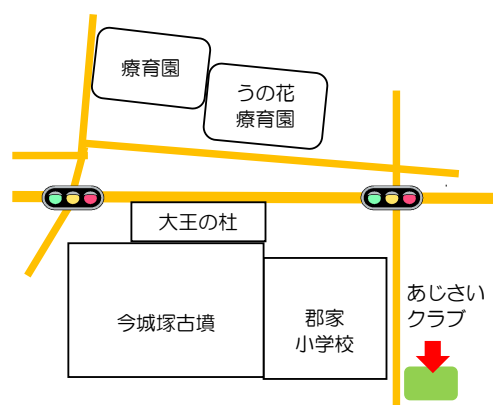 療育園
うの花
療育園
大王の杜
今城塚古墳
郡家
小学校
あじさい
クラブ